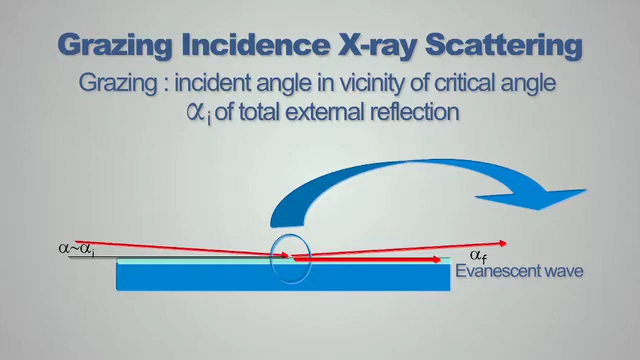 Grazing Incidence X-ray Scattering
Grazing : incident angle in vicinity of critical angle
αi of total external reflection
α~αi
αf
Evanescent wave